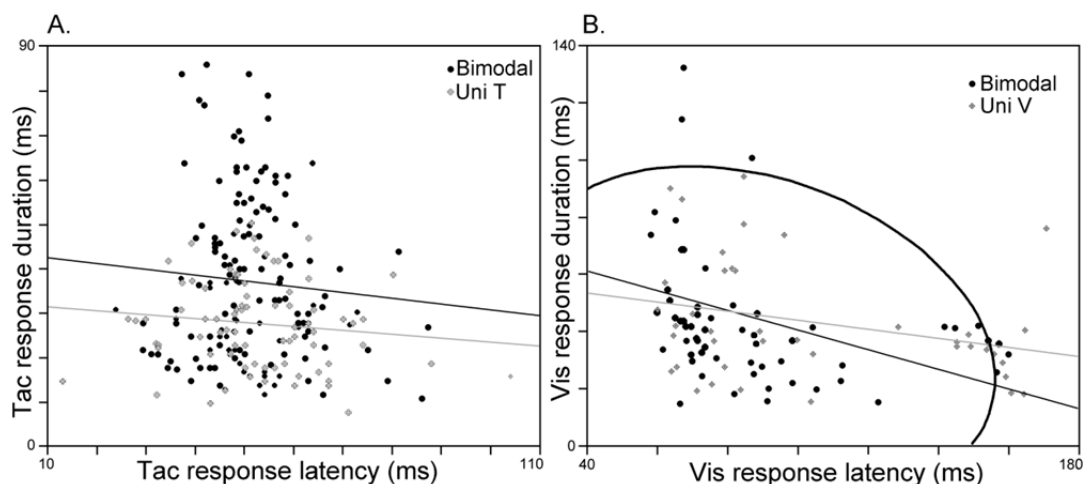 A.
90
Bimodal
Uni T
Tac response duration (ms)
0
10
Tac response latency (ms)
110
B.
140
Bimodal
Uni V
Vis response duration (ms)
0
40
Vis response latency (ms)
180